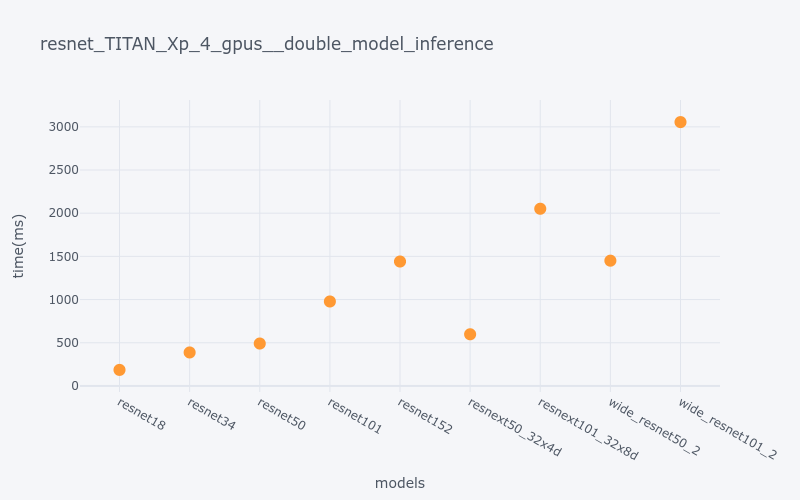 resnet_TITAN_Xp_4_gpus__double_model_inference
time(ms)
3000
2500
2000
1500
1000
500
0
resnet18
resnet34
resnet50
resnet101
resnet152
resnext50_32x4d
resnext101_32x8d
wide_resnet50_2
wide_resnet101_2
models